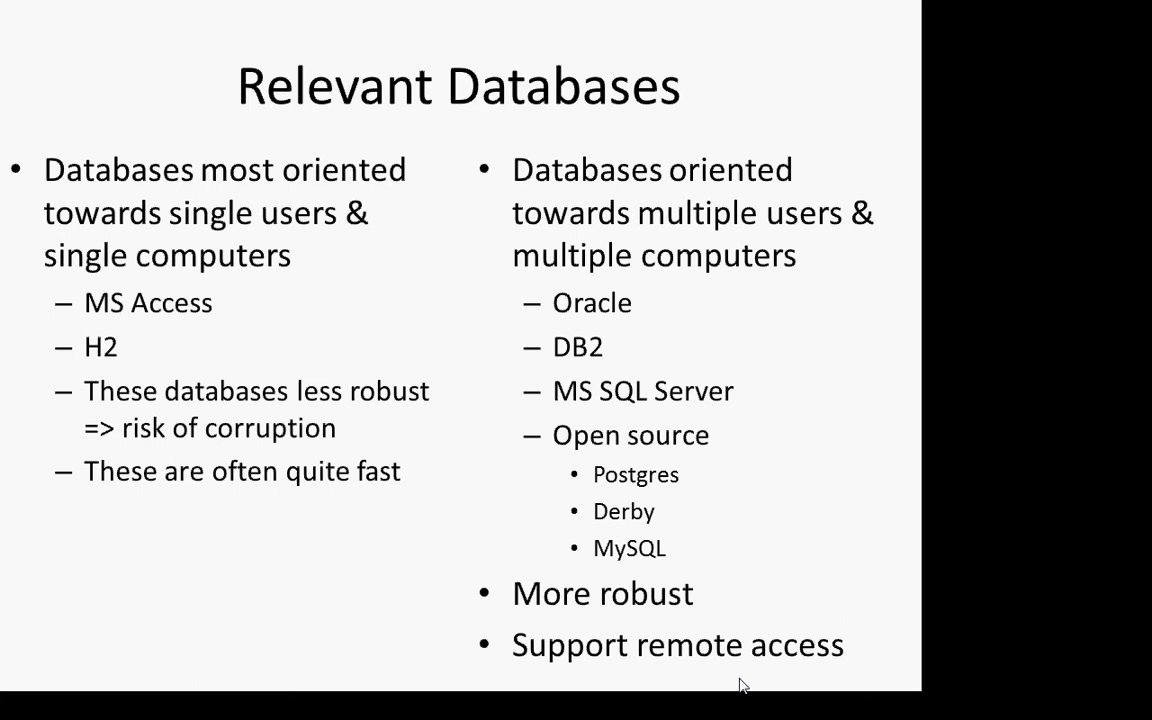 Relevant Databases
• Databases most oriented
towards single users &
single computers
– MS Access
– H2
– These databases less robust
=> risk of corruption
– These are often quite fast
• Databases oriented
towards multiple users &
multiple computers
– Oracle
– DB2
– MS SQL Server
– Open source
• Postgres
• Derby
• MySQL
• More robust
• Support remote access